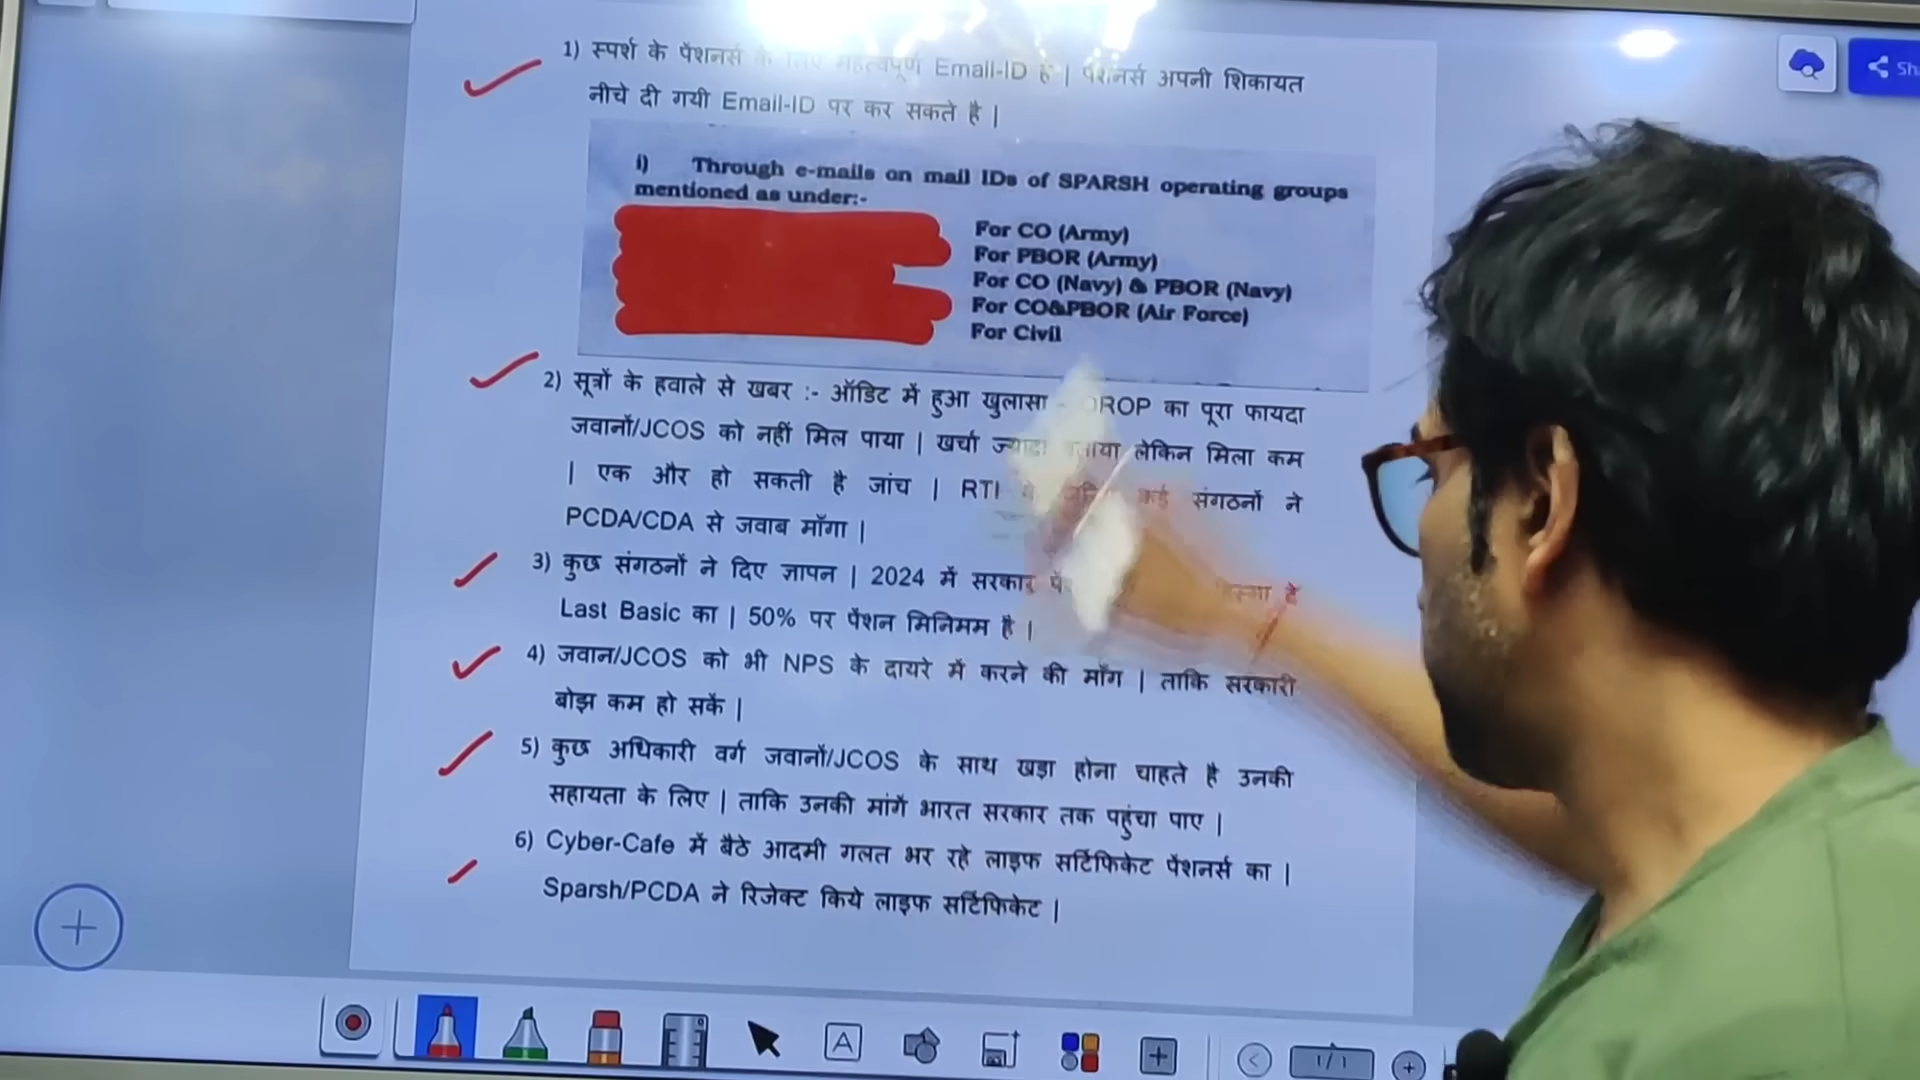 1) स्पर्श के पेंशनर्स के लिए महत्वपूर्ण Email-ID है | पेंशनर्स अपनी शिकायत
नीचे दी गयी Email-ID पर कर सकते है |
i) Through e-mails on mail IDs of SPARSH operating groups
mentioned as under:-
For CO (Army)
For PBOR (Army)
For CO (Navy) & PBOR (Navy)
For CO&PBOR (Air Force)
For Civil
2) सूत्रों के हवाले से खबर :- ऑडिट में हुआ खुलासा - OROP का पूरा फायदा
जवानों/JCOS को नहीं मिल पाया | खर्चा ज्यादा बताया लेकिन मिला कम
| एक और हो सकती है जांच | RTI कई संगठनों ने
PCDA/CDA से जवाब माँगा |
3) कुछ संगठनों ने दिए ज्ञापन | 2024 में सरकार दे
Last Basic का | 50% पर पेंशन मिनिमम है |
4) जवान/JCOS को भी NPS के दायरे में करने की माँग | ताकि सरकारी
बोझ कम हो सकें |
5) कुछ अधिकारी वर्ग जवानों/JCOS के साथ खड़ा होना चाहते है उनकी
सहायता के लिए | ताकि उनकी मांगें भारत सरकार तक पहुंचा पाए |
6) Cyber-Cafe में बैठे आदमी गलत भर रहे लाइफ सर्टिफिकेट पेंशनर्स का |
Sparsh/PCDA ने रिजेक्ट किये लाइफ सर्टिफिकेट |
A
1/1